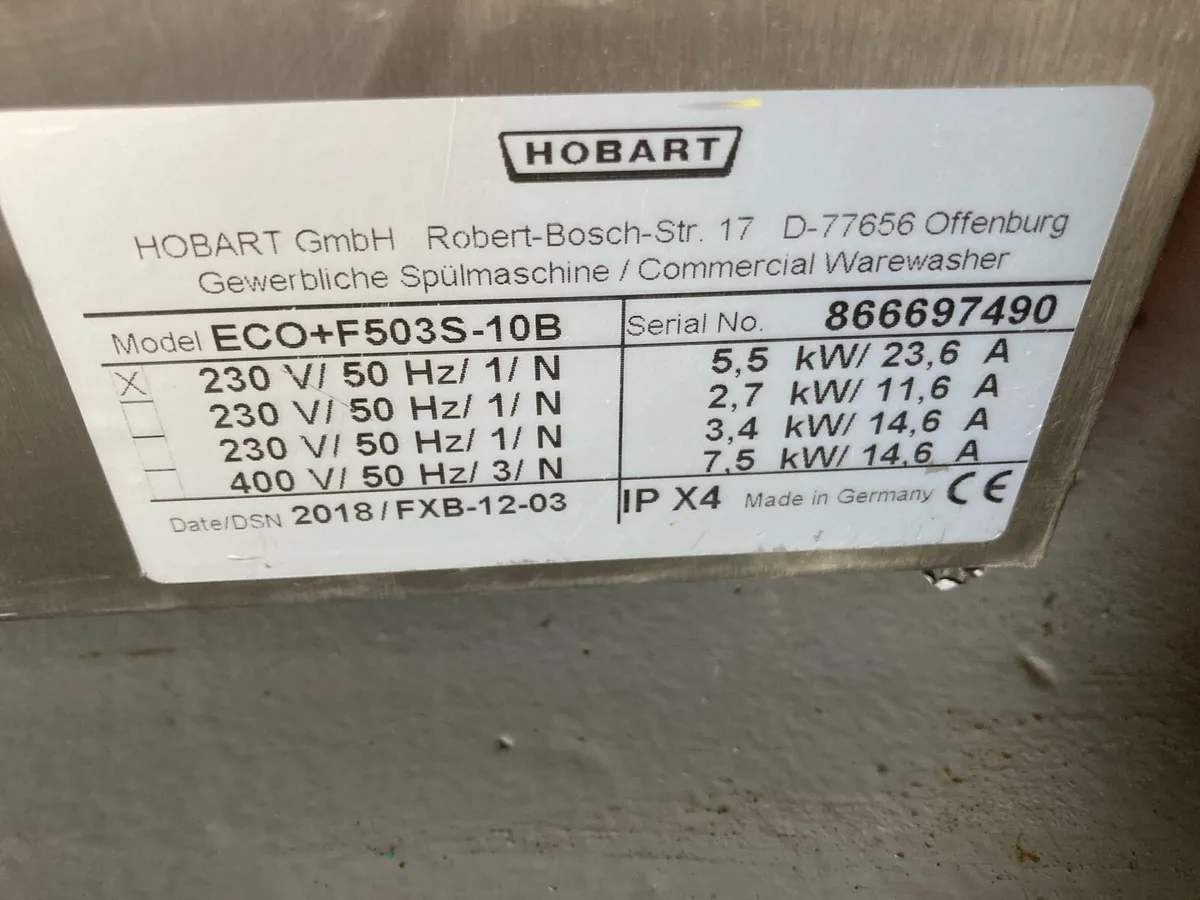 HOBART
HOBART GmbH Robert-Bosch-Str. 17 D-77656 Offenburg
Gewerbliche Spülmaschine / Commercial Warewasher
Model ECO+F503S-10B Serial No. 866697490
X 230 V/ 50 Hz/ 1/ N 5,5 kW/ 23,6 A
230 V/ 50 Hz/ 1/ N 2,7 kW/ 11,6 A
230 V/ 50 Hz/ 1/ N 3,4 kW/ 14,6 A
400 V/ 50 Hz/ 3/ N 7,5 kW/ 14,6 A
Date/DSN 2018/FXB-12-03 IP X4 Made in Germany CE